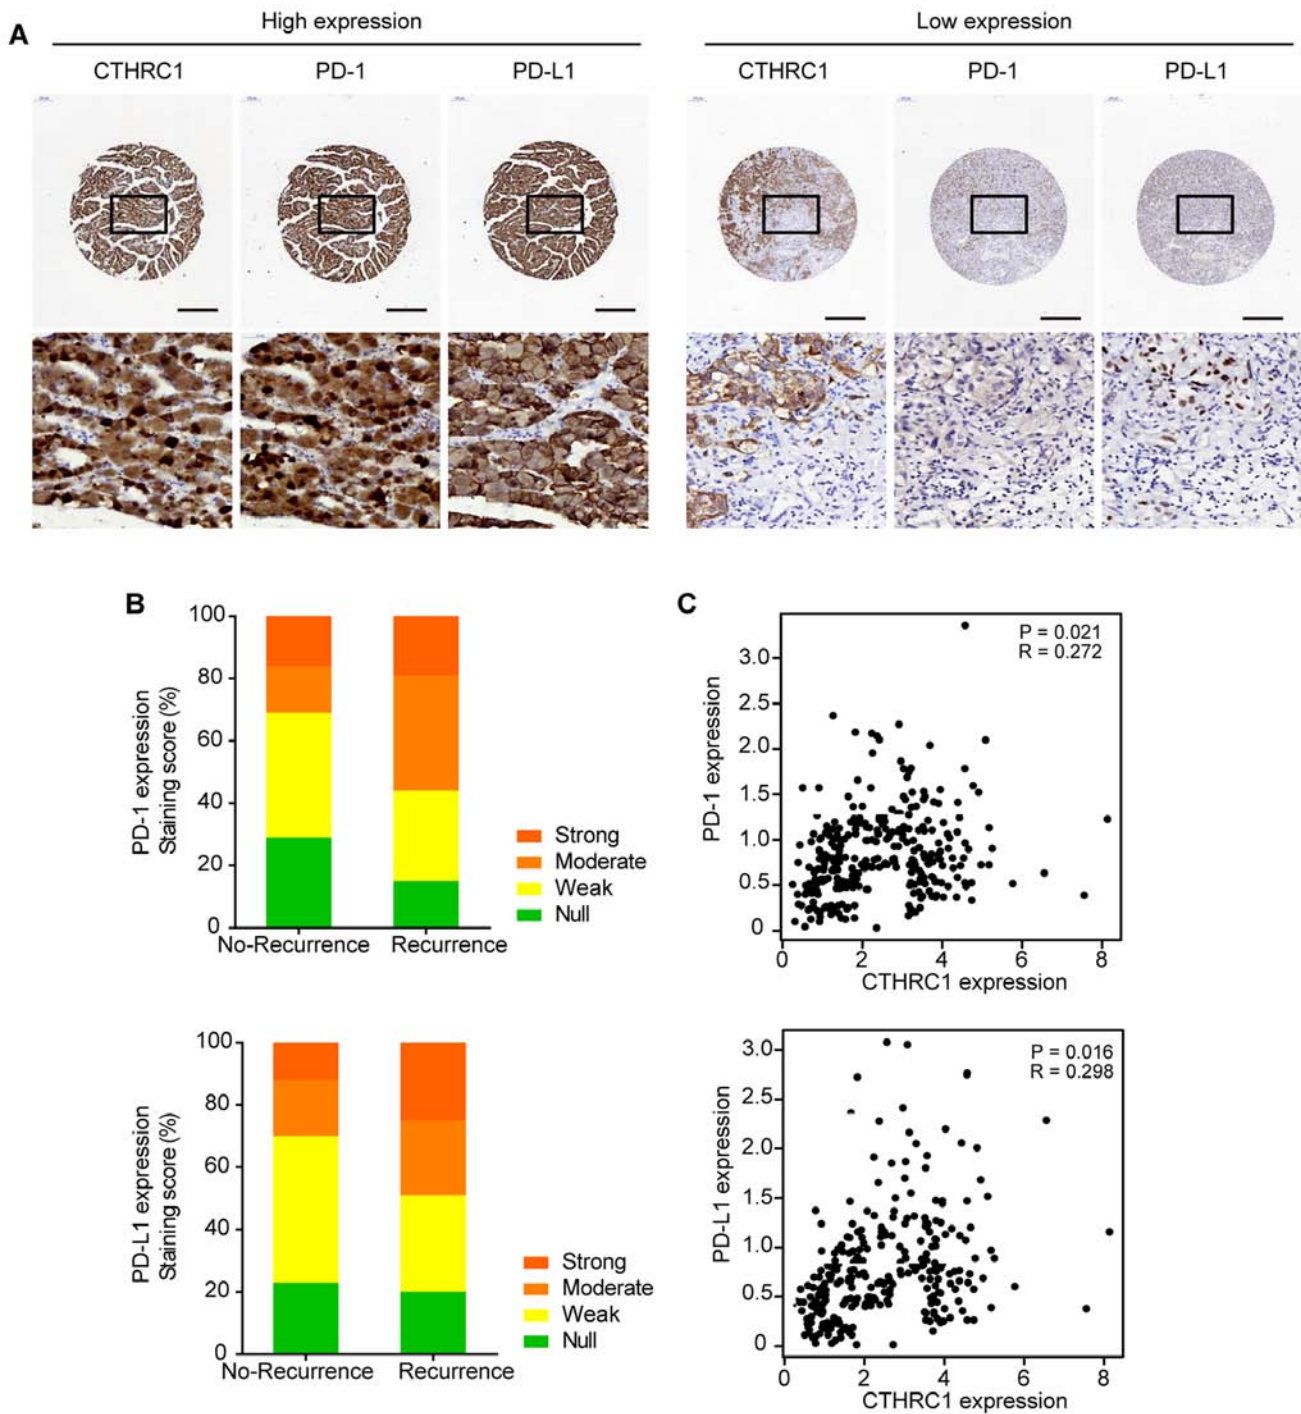 A
High expression
Low expression
CTHRC1
PD-1
PD-L1
CTHRC1
PD-1
PD-L1
B
100
80
60
40
20
0
PD-1 expression
Staining score (%)
No-Recurrence
Recurrence
Strong
Moderate
Weak
Null
C
P = 0.021
R = 0.272
3.0
2.5
2.0
1.5
1.0
0.5
0
PD-1 expression
0
2
4
6
8
CTHRC1 expression
100
80
60
40
20
0
PD-L1 expression
Staining score (%)
No-Recurrence
Recurrence
Strong
Moderate
Weak
Null
P = 0.016
R = 0.298
3.0
2.5
2.0
1.5
1.0
0.5
0
PD-L1 expression
0
2
4
6
8
CTHRC1 expression